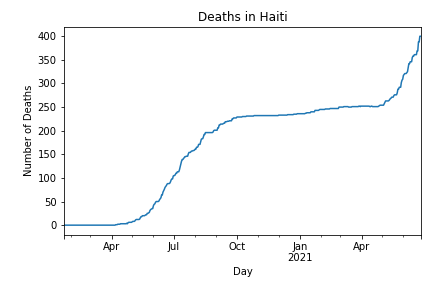 Deaths in Haiti
Number of Deaths
400
350
300
250
200
150
100
50
0
Apr
Jul
Oct
Jan
2021
Apr
Day